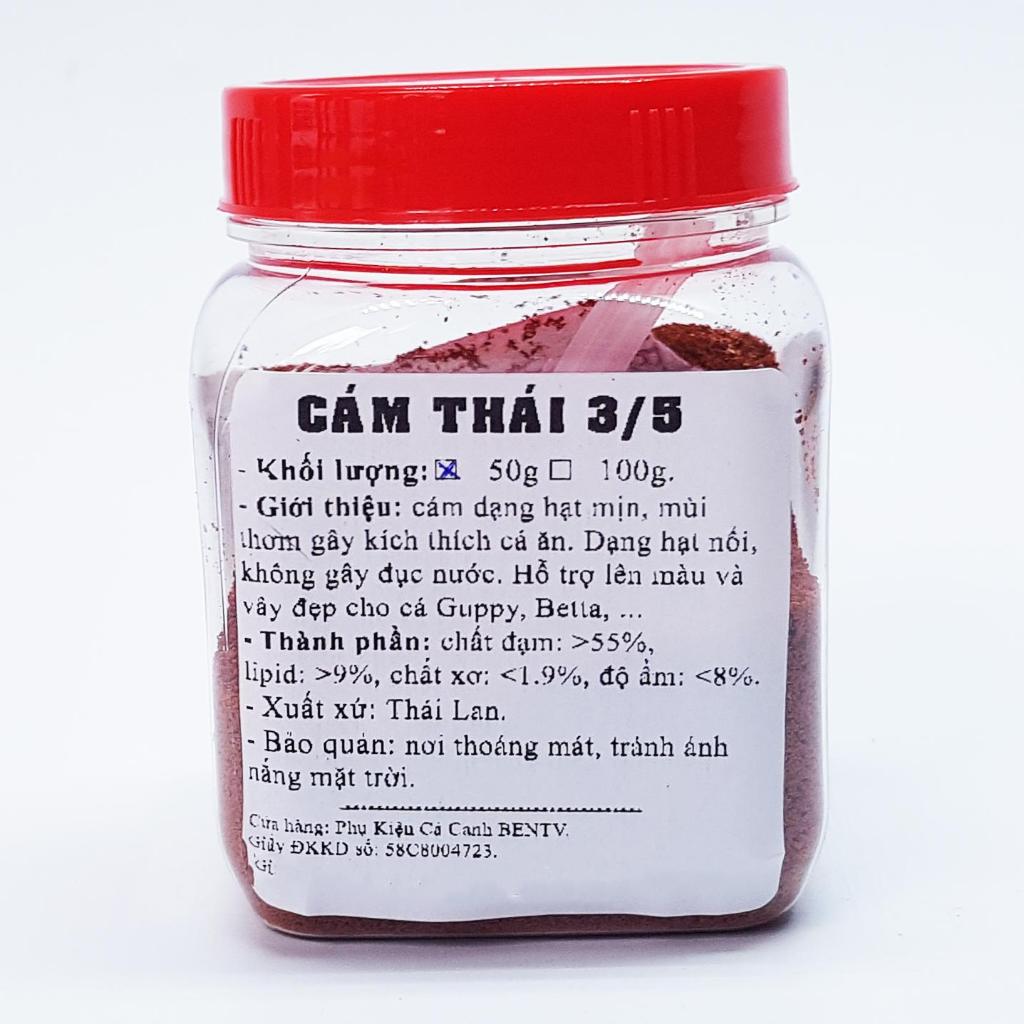 CÁM THÁI 3/5
- Khối lượng: ☒ 50g ☐ 100g.
- Giới thiệu: cám dạng hạt mịn, mùi
thơm gây kích thích cá ăn. Dạng hạt nổi,
không gây đục nước. Hỗ trợ lên màu và
vây đẹp cho cá Guppy, Betta, ...
- Thành phần: chất đạm: >55%,
lipid: >9%, chất xơ: <1.9%, độ ẩm: <8%.
- Xuất xứ: Thái Lan.
- Bảo quản: nơi thoáng mát, tránh ánh
nắng mặt trời.
Cửa hàng: Phụ Kiện Cá Cảnh BENTV.
Giấy ĐKKD số: 58C8004723.